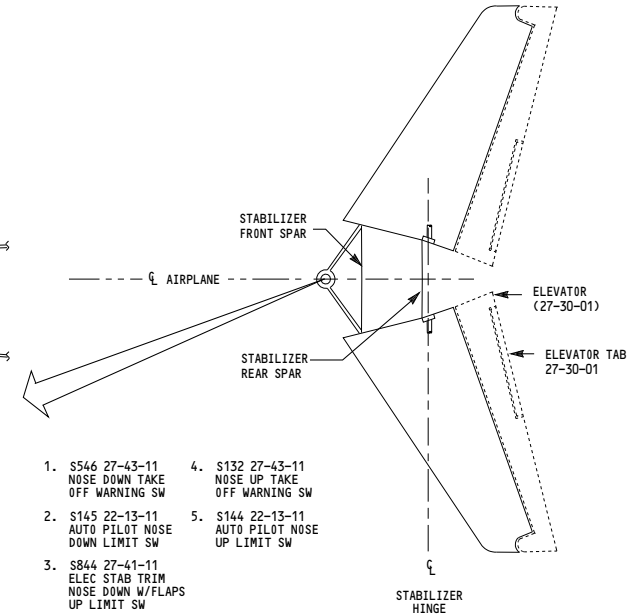 STABILIZER
FRONT SPAR
℄ AIRPLANE
ELEVATOR
(27-30-01)
ELEVATOR TAB
27-30-01
STABILIZER
REAR SPAR
1. S546 27-43-11
NOSE DOWN TAKE
OFF WARNING SW
2. S145 22-13-11
AUTO PILOT NOSE
DOWN LIMIT SW
3. S844 27-41-11
ELEC STAB TRIM
NOSE DOWN W/FLAPS
UP LIMIT SW
4. S132 27-43-11
NOSE UP TAKE
OFF WARNING SW
5. S144 22-13-11
AUTO PILOT NOSE
UP LIMIT SW
℄
STABILIZER
HINGE